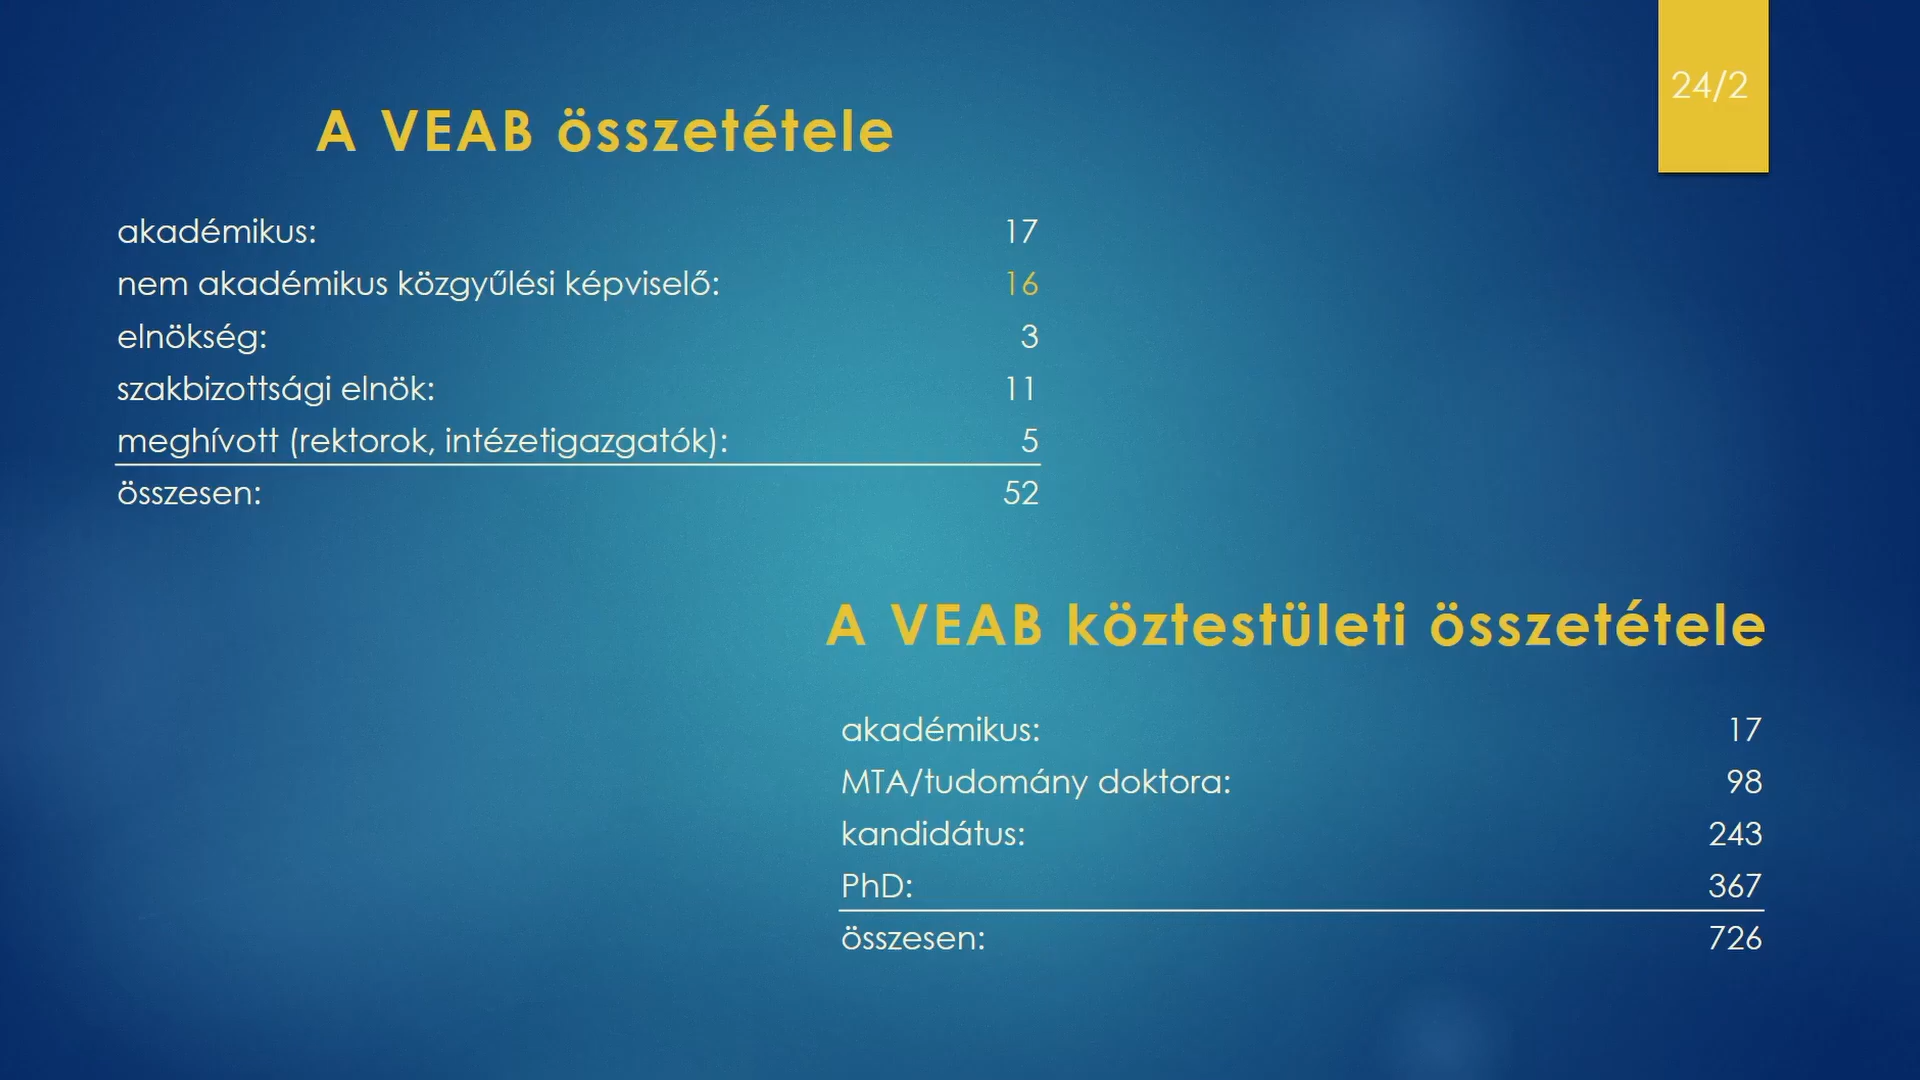 24/2
A VEAB összetétele
akadémikus: 17
nem akadémikus közgyűlési képviselő: 16
elnökség: 3
szakbizottsági elnök: 11
meghívott (rektorok, intézetigazgatók): 5
összesen: 52
A VEAB köztestületi összetétele
akadémikus: 17
MTA/tudomány doktora: 98
kandidátus: 243
PhD: 367
összesen: 726